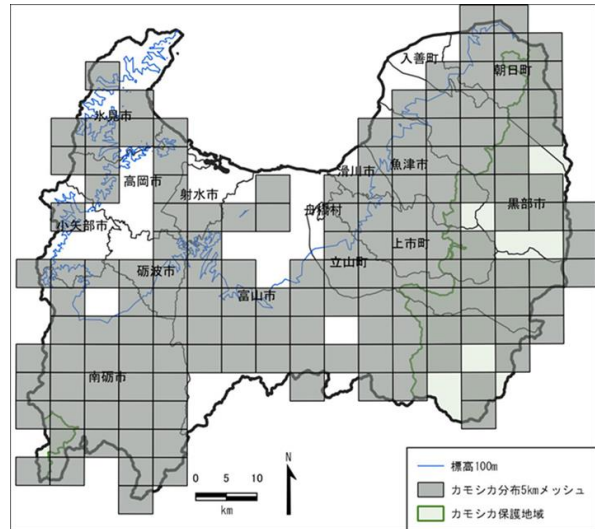 入善町
朝日町
氷見市
魚津市
滑川市
高岡市
射水市
黒部市
舟橋村
小矢部市
上市町
立山町
砺波市
富山市
南砺市
N
0 5 10
km
標高100m
カモシカ分布5kmメッシュ
カモシカ保護地域